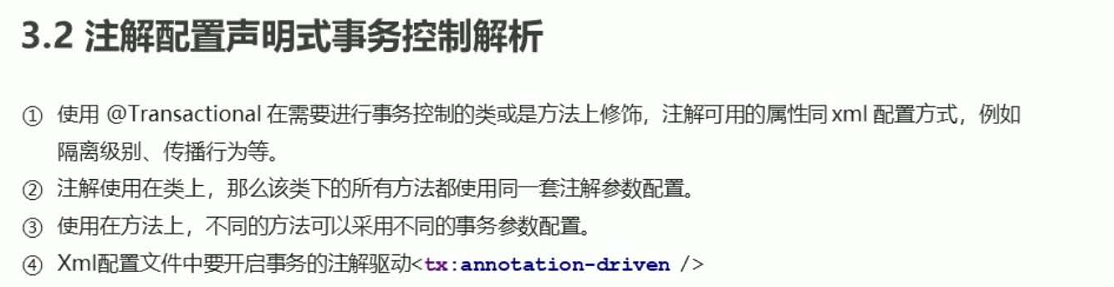 3.2 注解配置声明式事务控制解析
① 使用 @Transactional 在需要进行事务控制的类或是方法上修饰，注解可用的属性同 xml 配置方式，例如
隔离级别、传播行为等。
② 注解使用在类上，那么该类下的所有方法都使用同一套注解参数配置。
③ 使用在方法上，不同的方法可以采用不同的事务参数配置。
④ Xml配置文件中要开启事务的注解驱动<tx:annotation-driven />